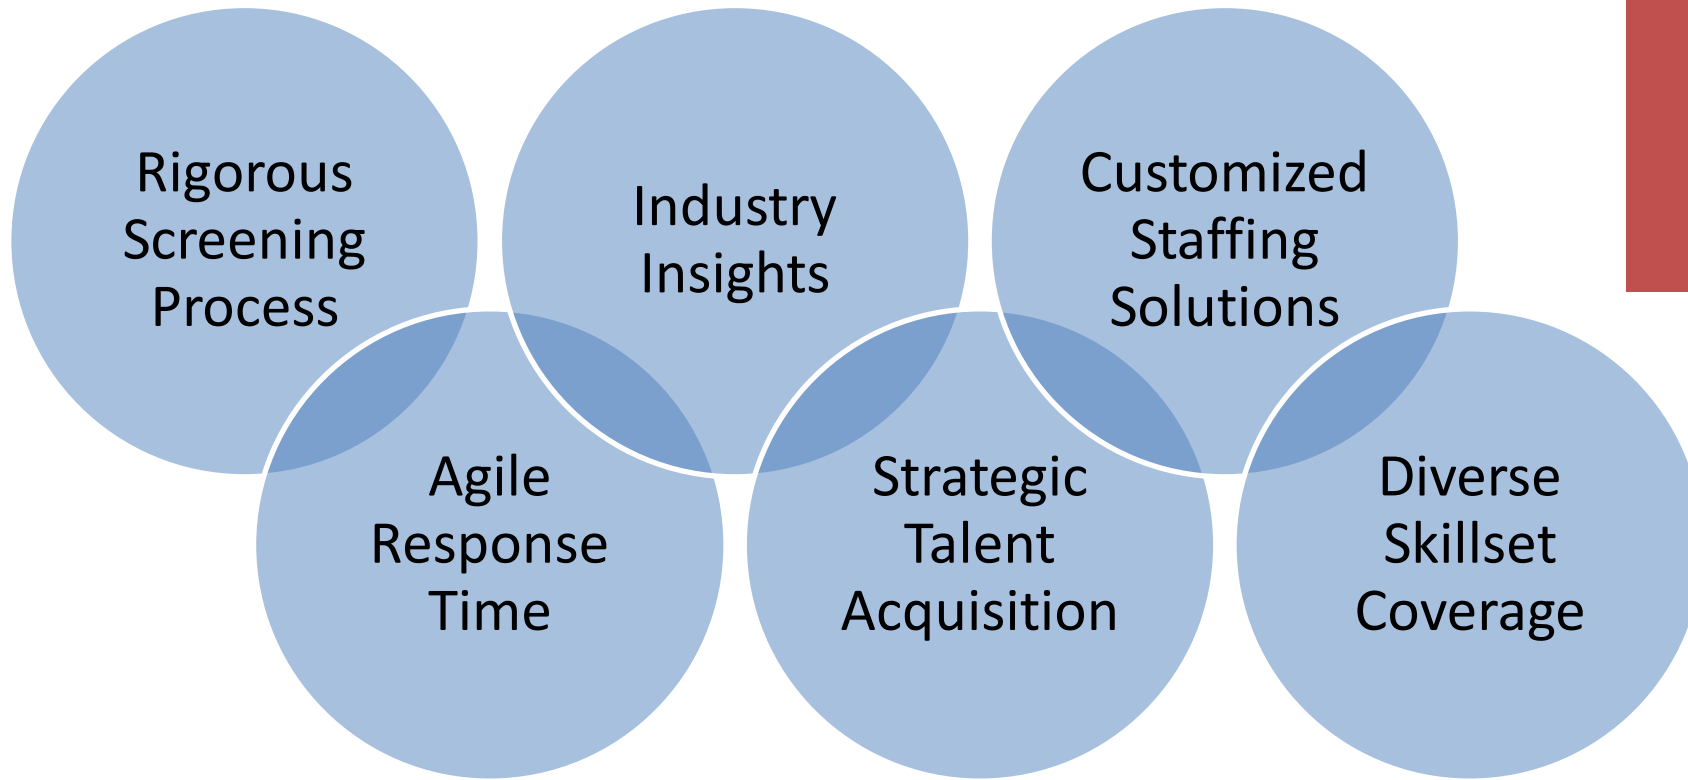 Rigorous
Screening
Process
Industry
Insights
Customized
Staffing
Solutions
Agile
Response
Time
Strategic
Talent
Acquisition
Diverse
Skillset
Coverage